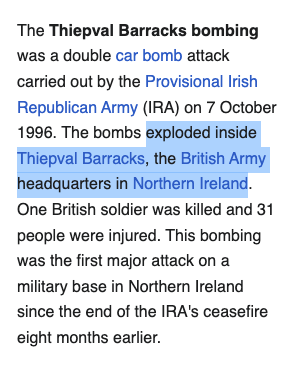 The Thiepval Barracks bombing
was a double car bomb attack
carried out by the Provisional Irish
Republican Army (IRA) on 7 October
1996. The bombs exploded inside
Thiepval Barracks, the British Army
headquarters in Northern Ireland.
One British soldier was killed and 31
people were injured. This bombing
was the first major attack on a
military base in Northern Ireland
since the end of the IRA's ceasefire
eight months earlier.